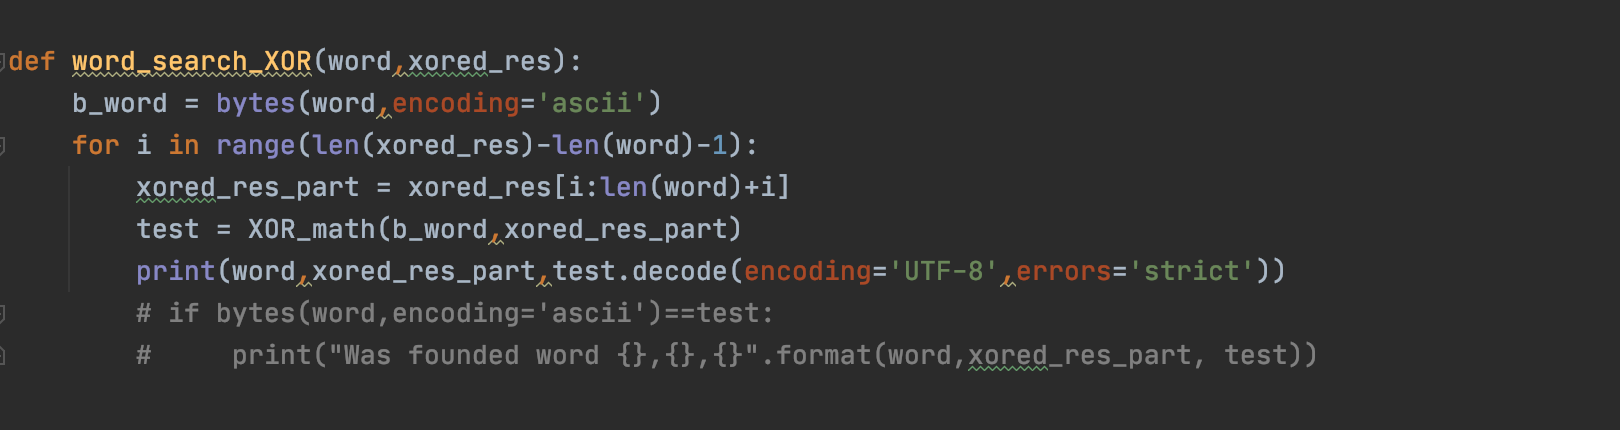 def word_search_XOR(word,xored_res):
    b_word = bytes(word,encoding='ascii')
    for i in range(len(xored_res)-len(word)-1):
        xored_res_part = xored_res[i:len(word)+i]
        test = XOR_math(b_word,xored_res_part)
        print(word,xored_res_part,test.decode(encoding='UTF-8',errors='strict'))
        # if bytes(word,encoding='ascii')==test:
        #     print("Was founded word {},{},{}".format(word,xored_res_part, test))